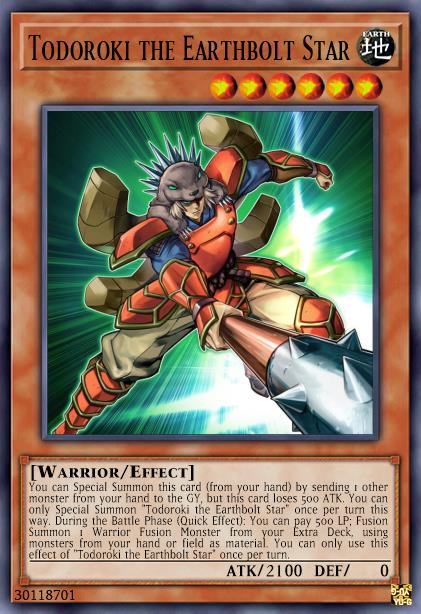 TODOROKI THE EARTHBOLT STAR
EARTH
地
[WARRIOR/EFFECT]
You can Special Summon this card (from your hand) by sending 1 other
monster from your hand to the GY, but this card loses 500 ATK. You can
only Special Summon "Todoroki the Earthbolt Star" once per turn this
way. During the Battle Phase (Quick Effect): You can pay 500 LP; Fusion
Summon 1 Warrior Fusion Monster from your Extra Deck, using
monsters from your hand or field as material. You can only use this
effect of "Todoroki the Earthbolt Star" once per turn.
ATK/2100 DEF/ 0
30118701